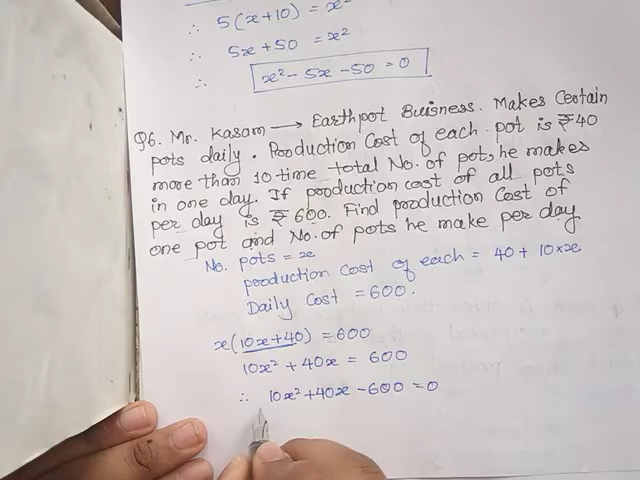 ∴ 5(x+10) = x²
∴ 5x+50 = x²
∴ x² - 5x - 50 = 0
Q6. Mr. Kasam → Earthpot Buisness. Makes Certain
pots daily. Production Cost of each pot is ₹40
more than 10 time total No. of pots he makes
in one day. If production cost of all pots
per day is ₹600. Find production Cost of
one pot and No. of pots he make per day
No. pots = x
production cost of each = 40 + 10×x
Daily Cost = 600.
x(10x+40) = 600
10x² + 40x = 600
∴ 10x² + 40x - 600 = 0